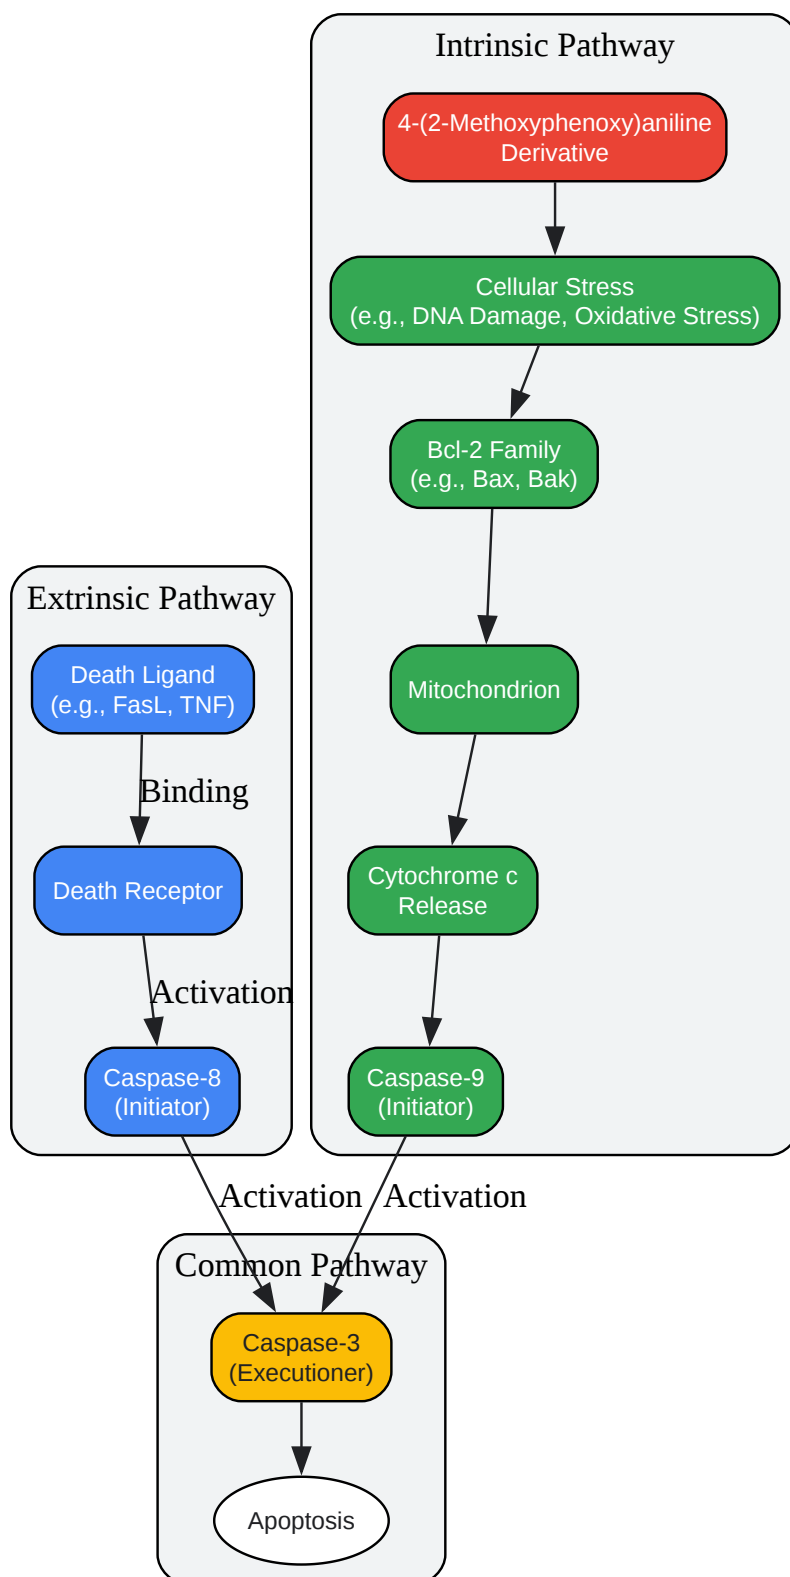 Intrinsic Pathway
4-(2-Methoxyphenoxy)aniline
Derivative
Cellular Stress
(e.g., DNA Damage, Oxidative Stress)
Bcl-2 Family
(e.g., Bax, Bak)
Mitochondrion
Cytochrome c
Release
Caspase-9
(Initiator)
Extrinsic Pathway
Death Ligand
(e.g., FasL, TNF)
Binding
Death Receptor
Activation
Caspase-8
(Initiator)
Activation
Activation
Common Pathway
Caspase-3
(Executioner)
Apoptosis